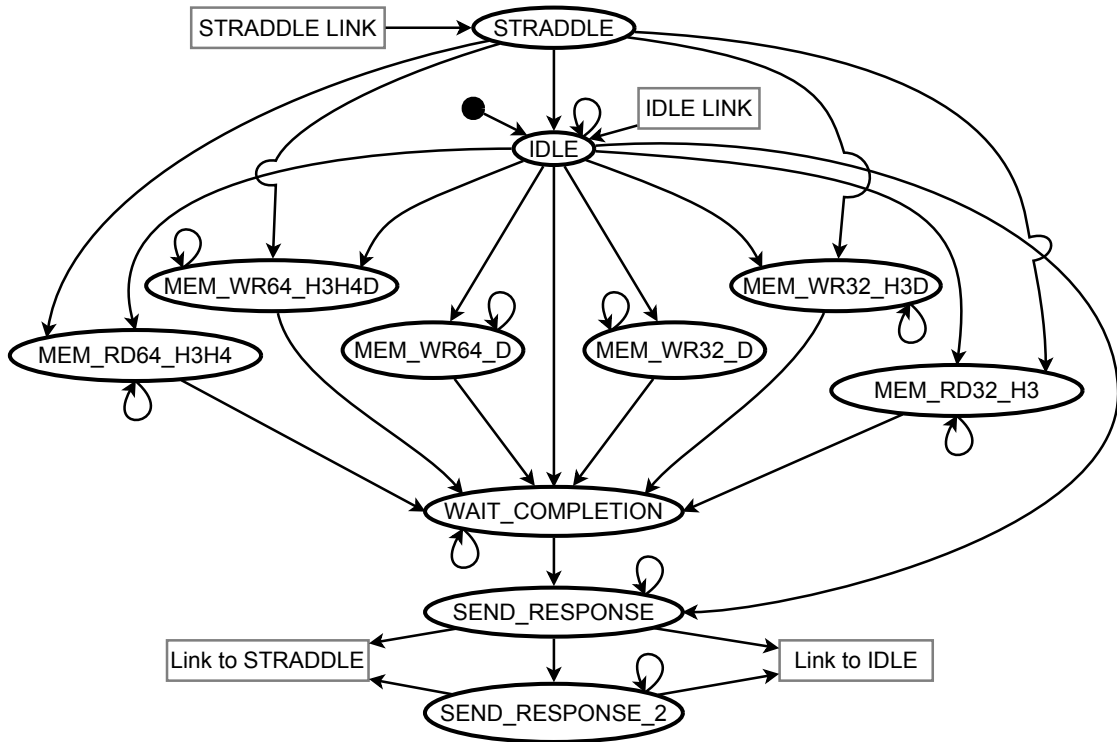 STRADDLE LINK
STRADDLE
IDLE LINK
IDLE
MEM_WR64_H3H4D
MEM_WR32_H3D
MEM_RD64_H3H4
MEM_WR64_D
MEM_WR32_D
MEM_RD32_H3
WAIT_COMPLETION
SEND_RESPONSE
Link to STRADDLE
Link to IDLE
SEND_RESPONSE_2